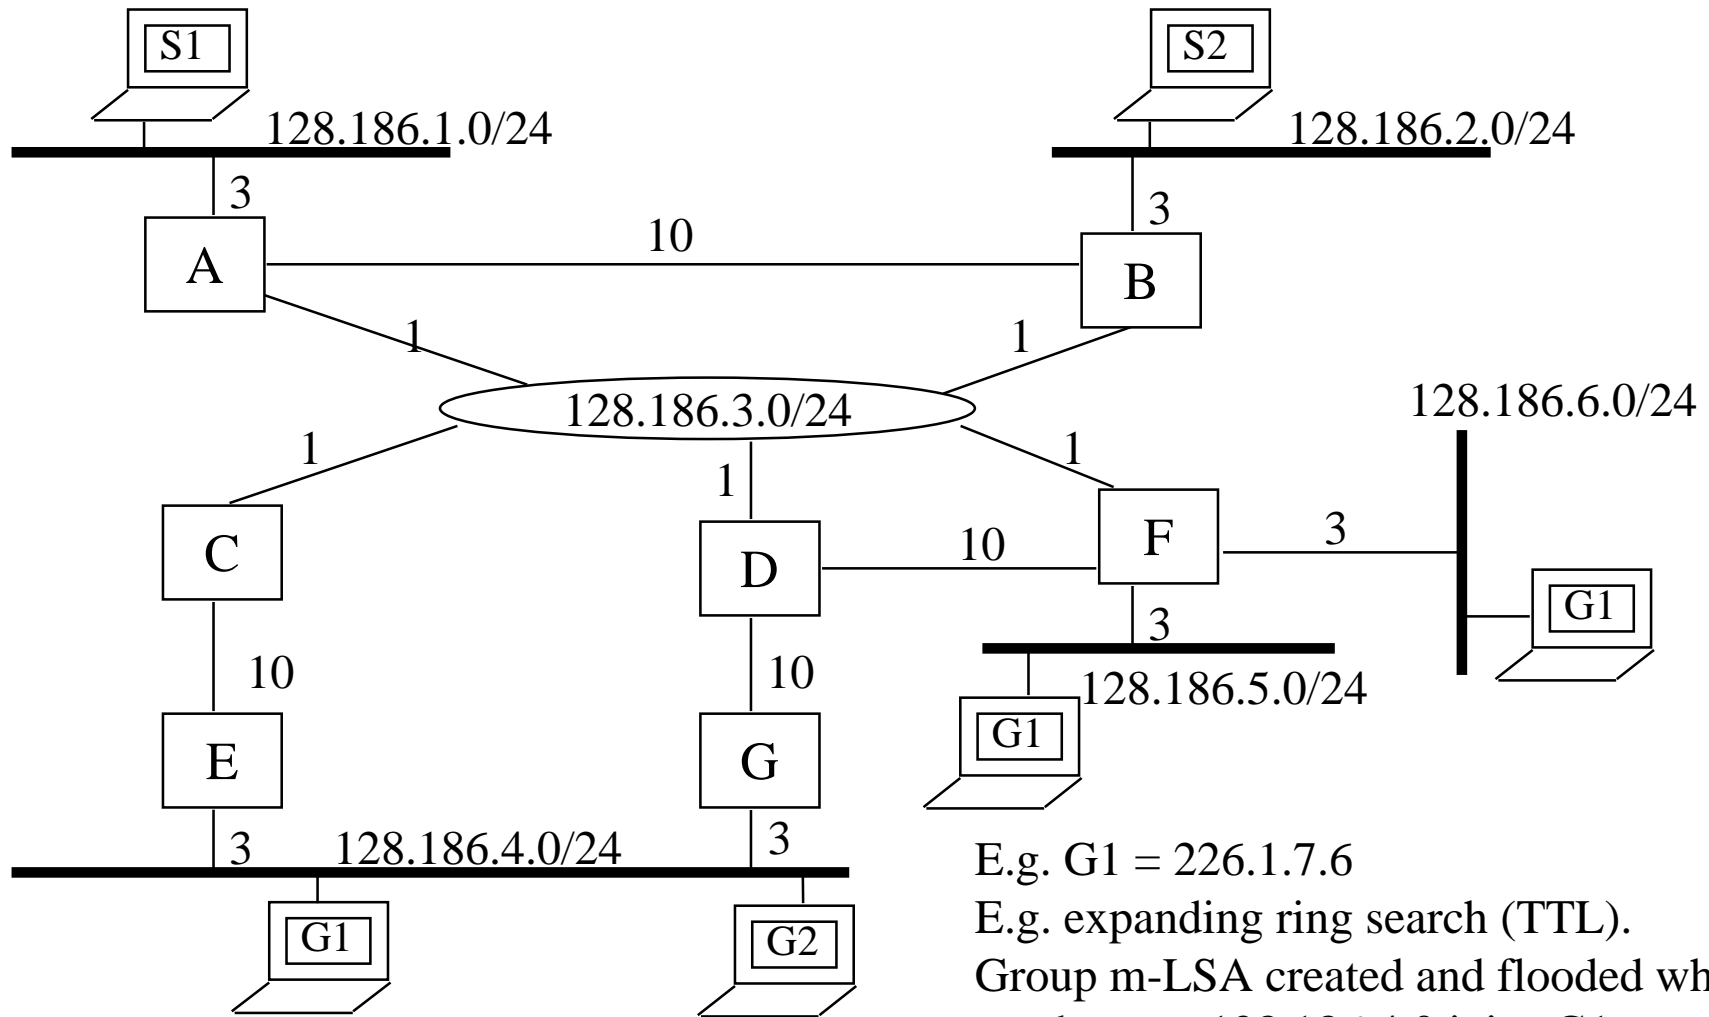 S1
S2
128.186.1.0/24
128.186.2.0/24
3
3
10
A
B
1
1
128.186.3.0/24
128.186.6.0/24
1
1
1
C
D
F
10
3
3
G1
10
10
128.186.5.0/24
G1
E
G
3
128.186.4.0/24
3
G1
G2
E.g. G1 = 226.1.7.6
E.g. expanding ring search (TTL).
Group m-LSA created and flooded